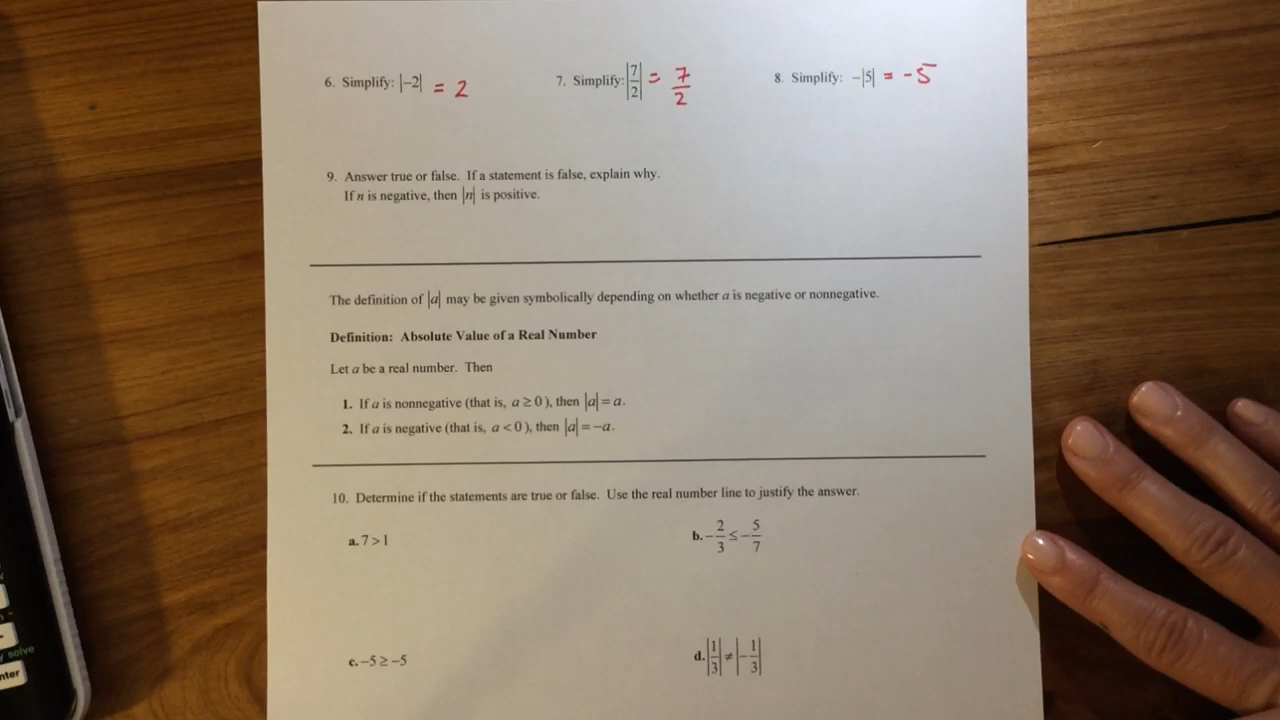 6. Simplify: |−2| = 2 7. Simplify: |7/2| = 7/2 8. Simplify: −|5| = -5
9. Answer true or false. If a statement is false, explain why.
If n is negative, then |n| is positive.
The definition of |a| may be given symbolically depending on whether a is negative or nonnegative.
Definition: Absolute Value of a Real Number
Let a be a real number. Then
1. If a is nonnegative (that is, a ≥ 0), then |a| = a.
2. If a is negative (that is, a < 0), then |a| = −a.
10. Determine if the statements are true or false. Use the real number line to justify the answer.
a. 7 > 1 b. −2/3 ≤ −5/7
c. −5 ≥ −5 d. |1/3| ≠ |−1/3|
solve